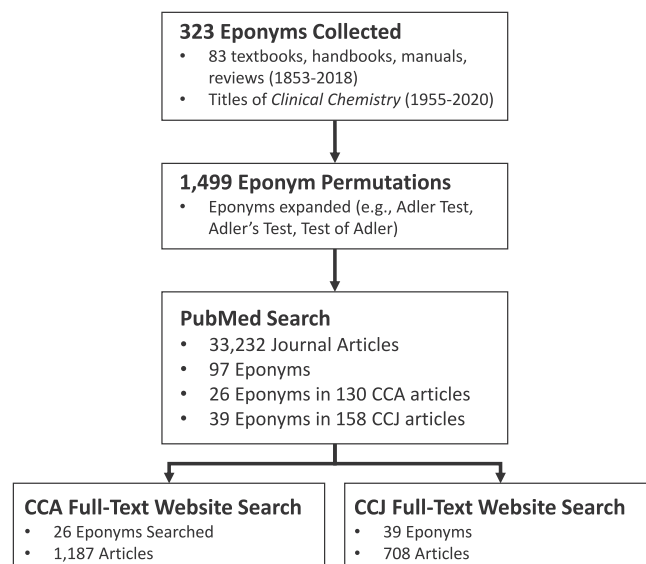 323 Eponyms Collected
• 83 textbooks, handbooks, manuals,
reviews (1853-2018)
• Titles of Clinical Chemistry (1955-2020)
1,499 Eponym Permutations
• Eponyms expanded (e.g., Adler Test,
Adler's Test, Test of Adler)
PubMed Search
• 33,232 Journal Articles
• 97 Eponyms
• 26 Eponyms in 130 CCA articles
• 39 Eponyms in 158 CCJ articles
CCA Full-Text Website Search
• 26 Eponyms Searched
• 1,187 Articles
CCJ Full-Text Website Search
• 39 Eponyms
• 708 Articles